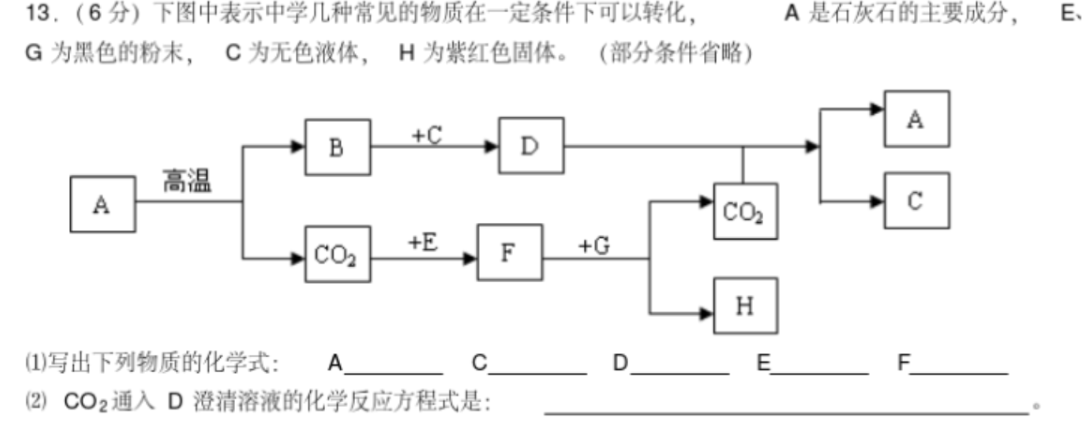 13.（6分）下图中表示中学几种常见的物质在一定条件下可以转化， A 是石灰石的主要成分， E、
G 为黑色的粉末， C 为无色液体， H 为紫红色固体。（部分条件省略）
A
高温
B
+C
D
A
C
CO₂
+E
F
+G
CO₂
H
⑴写出下列物质的化学式： A________ C________ D________ E________ F________
⑵ CO₂通入 D 澄清溶液的化学反应方程式是：________________________________________。